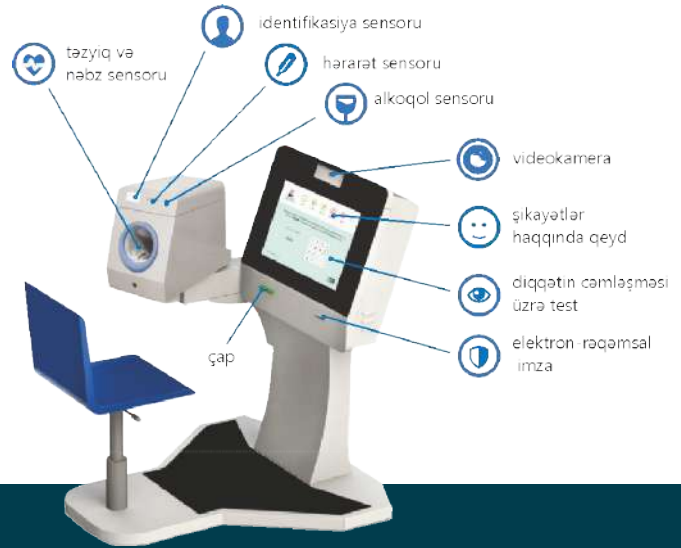 identifikasiya sensoru
təzyiq və
nəbz sensoru
hərarət sensoru
alkoqol sensoru
videokamera
şikayətlər
haqqında qeyd
diqqətin cəmləşməsi
üzrə test
elektron-rəqəmsal
imza
çap